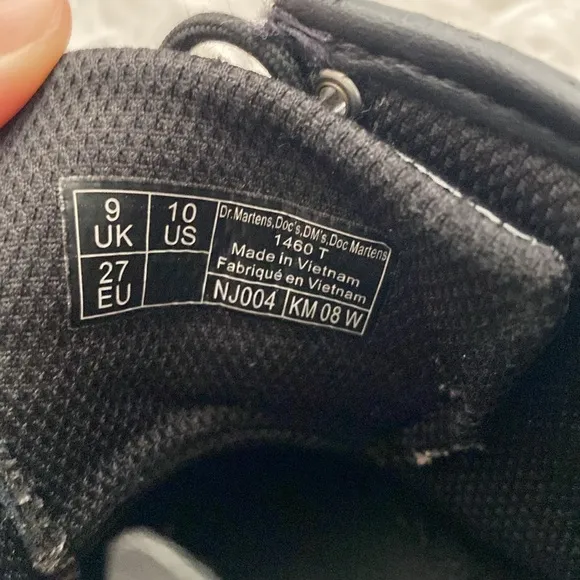 9
UK
10
US
27
EU
Dr.Martens,Doc's,DM's,Doc Martens
1460 T
Made in Vietnam
Fabriqué en Vietnam
NJ004 KM 08 W